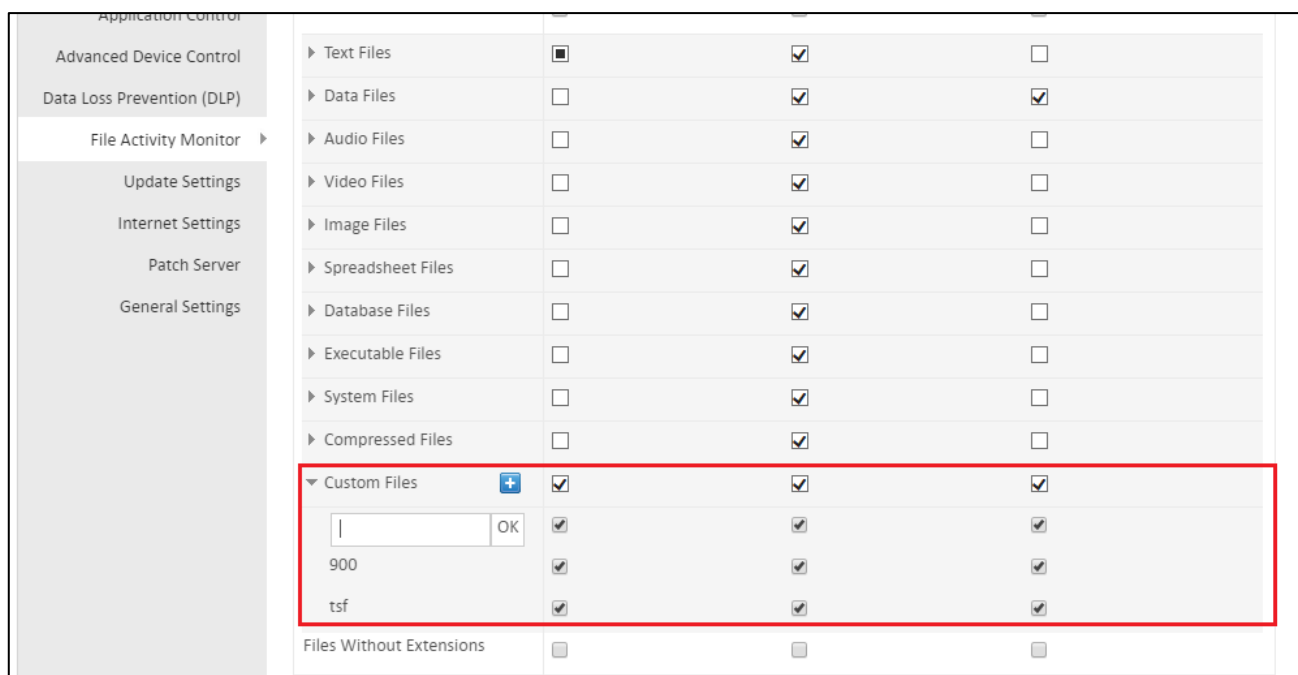 Application Control
Advanced Device Control
Data Loss Prevention (DLP)
File Activity Monitor
Update Settings
Internet Settings
Patch Server
General Settings
Text Files
Data Files
Audio Files
Video Files
Image Files
Spreadsheet Files
Database Files
Executable Files
System Files
Compressed Files
Custom Files
OK
900
tsf
Files Without Extensions